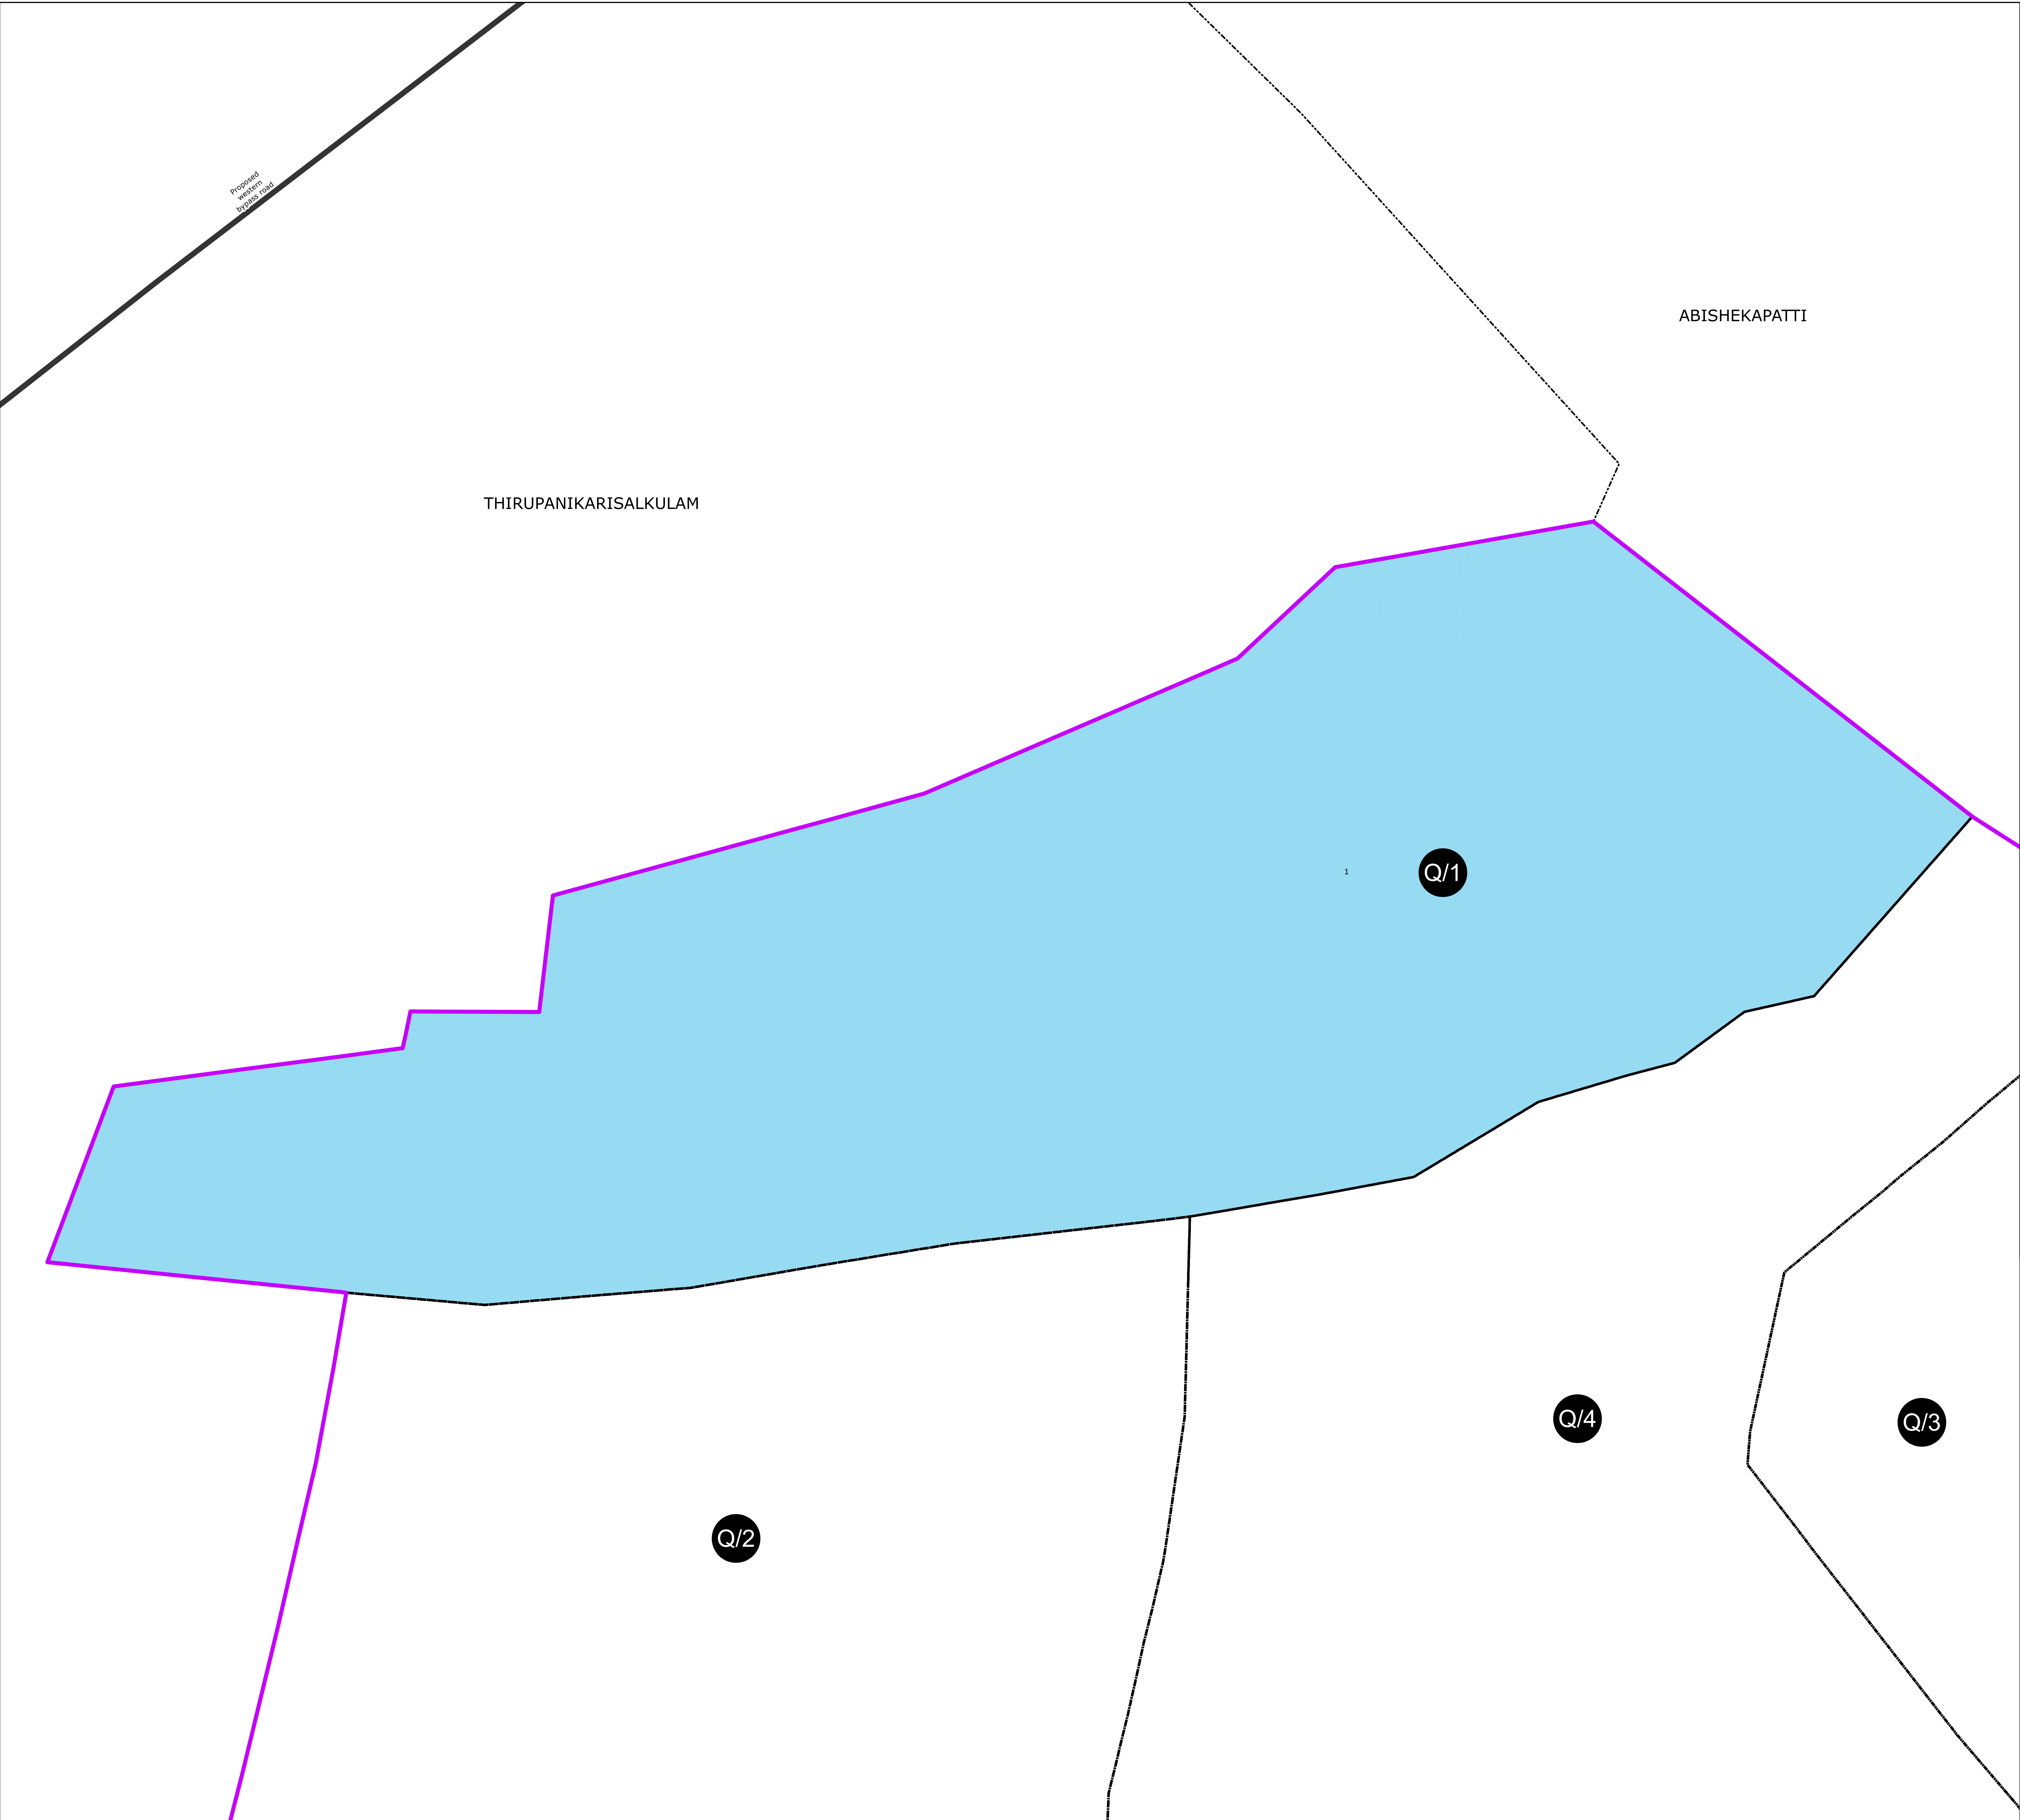 Proposed
western
bypass road
ABISHEKAPATTI
THIRUPANIKARISALKULAM
1
Q/1
Q/4
Q/3
Q/2